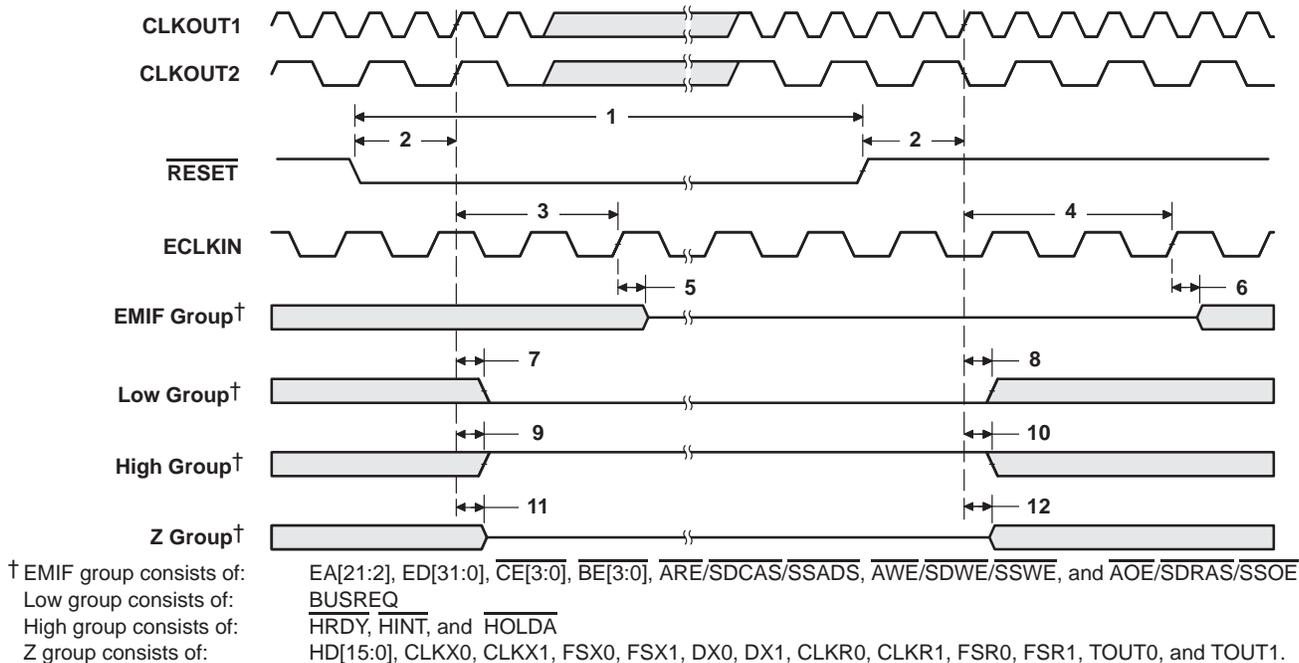 CLKOUT1
CLKOUT2
1
2 2
RESET
3 4
ECLKIN
5 6
EMIF Group†
7 8
Low Group†
9 10
High Group†
11 12
Z Group†
† EMIF group consists of: EA[21:2], ED[31:0], CE[3:0], BE[3:0], ARE/SDCAS/SSADS, AWE/SDWE/SSWE, and AOE/SDRAS/SSOE
Low group consists of: BUSREQ
High group consists of: HRDY, HINT, and HOLDA
Z group consists of: HD[15:0], CLKX0, CLKX1, FSX0, FSX1, DX0, DX1, CLKR0, CLKR1, FSR0, FSR1, TOUT0, and TOUT1.